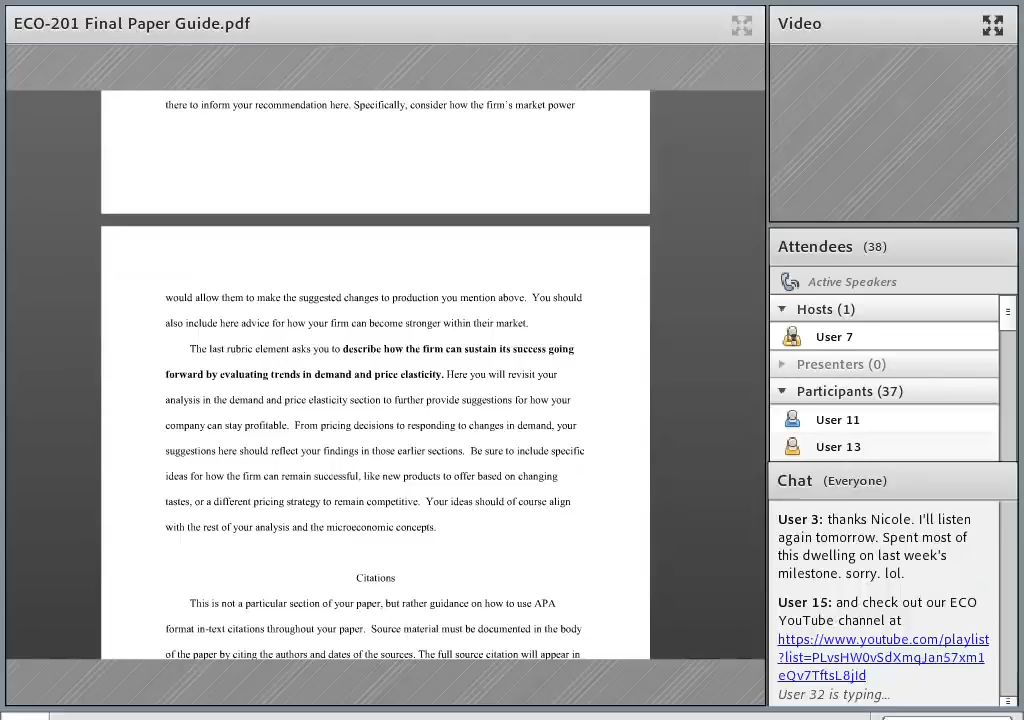 ECO-201 Final Paper Guide.pdf
there to inform your recommendation here. Specifically, consider how the firm's market power
would allow them to make the suggested changes to production you mention above.  You should
also include here advice for how your firm can become stronger within their market.
The last rubric element asks you to describe how the firm can sustain its success going
forward by evaluating trends in demand and price elasticity. Here you will revisit your
analysis in the demand and price elasticity section to further provide suggestions for how your
company can stay profitable.  From pricing decisions to responding to changes in demand, your
suggestions here should reflect your findings in those earlier sections.  Be sure to include specific
ideas for how the firm can remain successful, like new products to offer based on changing
tastes, or a different pricing strategy to remain competitive.  Your ideas should of course align
with the rest of your analysis and the microeconomic concepts.
Citations
This is not a particular section of your paper, but rather guidance on how to use APA
format in-text citations throughout your paper.  Source material must be documented in the body
of the paper by citing the authors and dates of the sources. The full source citation will appear in
Video
Attendees (38)
Active Speakers
Hosts (1)
User 7
Presenters (0)
Participants (37)
User 11
User 13
Chat (Everyone)
User 3: thanks Nicole. I'll listen
again tomorrow. Spent most of
this dwelling on last week's
milestone. sorry. lol.
User 15: and check out our ECO
YouTube channel at
https://www.youtube.com/playlist
?list=PLvsHW0vSdXmqJan57xm1
eQv7TftsL8jId
User 32 is typing...